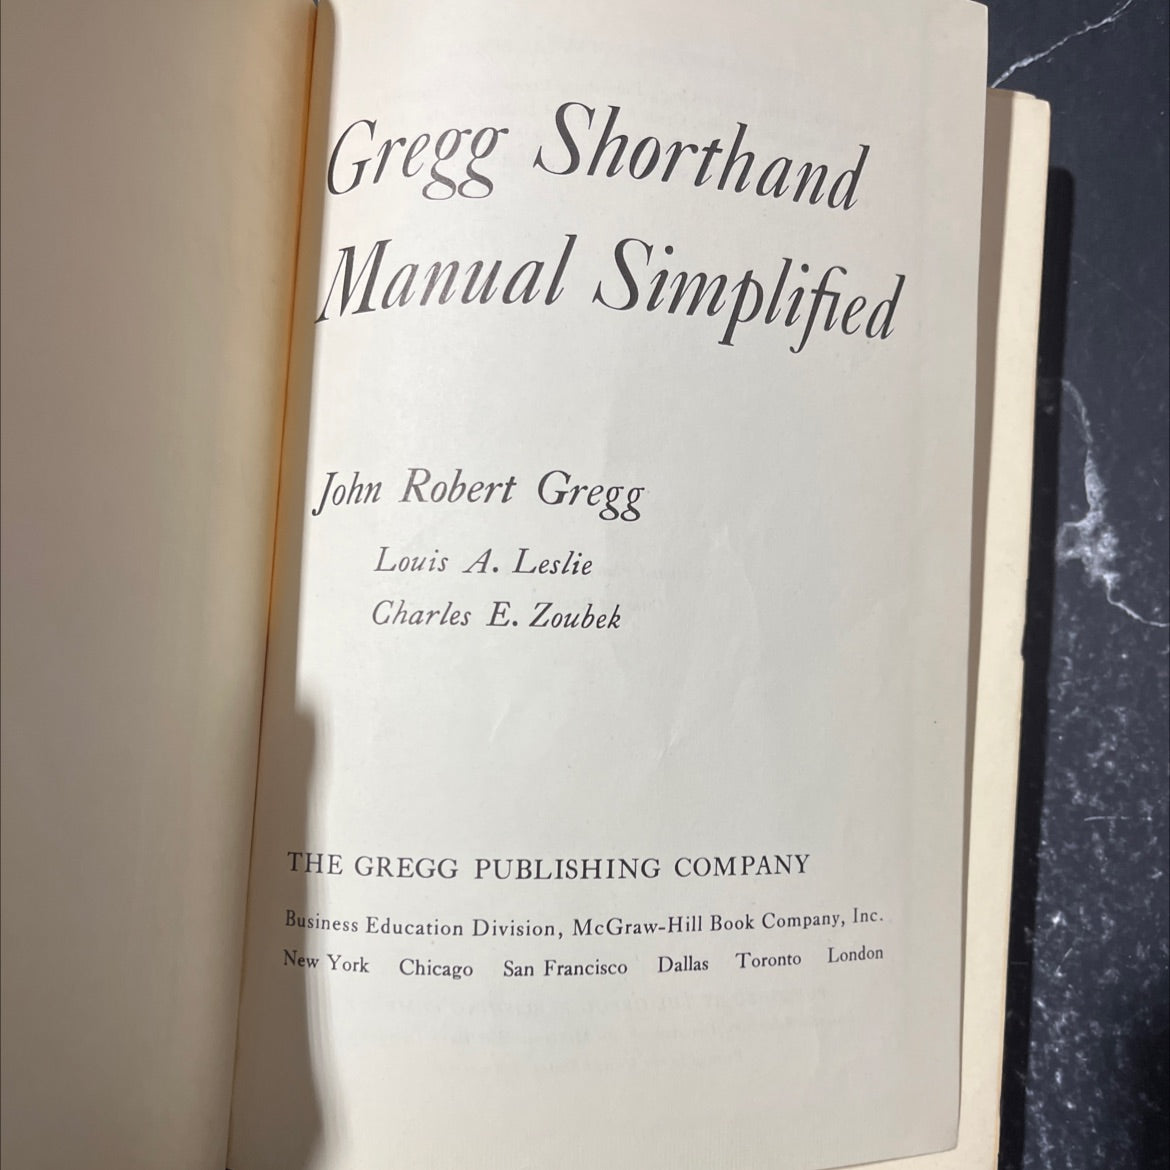 Gregg Shorthand
Manual Simplified
John Robert Gregg
Louis A. Leslie
Charles E. Zoubek
THE GREGG PUBLISHING COMPANY
Business Education Division, McGraw-Hill Book Company, Inc.
New York Chicago San Francisco Dallas Toronto London